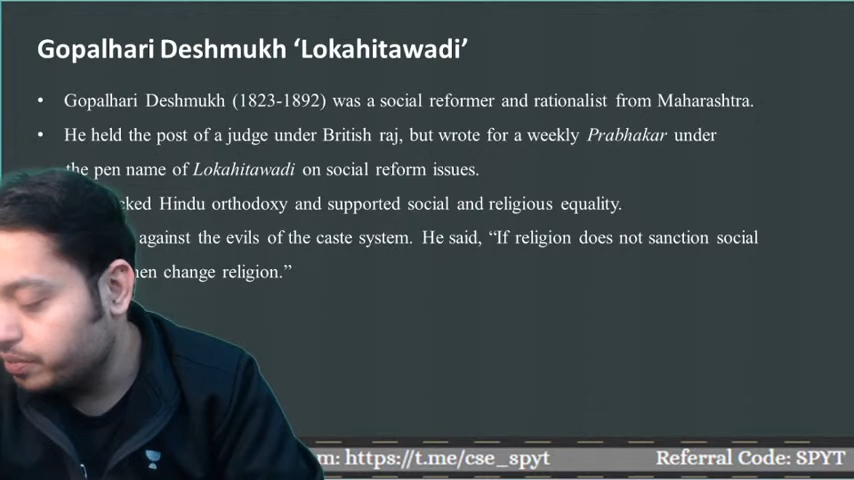 Gopalhari Deshmukh ‘Lokahitawadi’
• Gopalhari Deshmukh (1823-1892) was a social reformer and rationalist from Maharashtra.
• He held the post of a judge under British raj, but wrote for a weekly Prabhakar under
the pen name of Lokahitawadi on social reform issues.
Hindu orthodoxy and supported social and religious equality.
against the evils of the caste system. He said, “If religion does not sanction social
change religion.”
https://t.me/cse_spyt Referral Code: SPYT